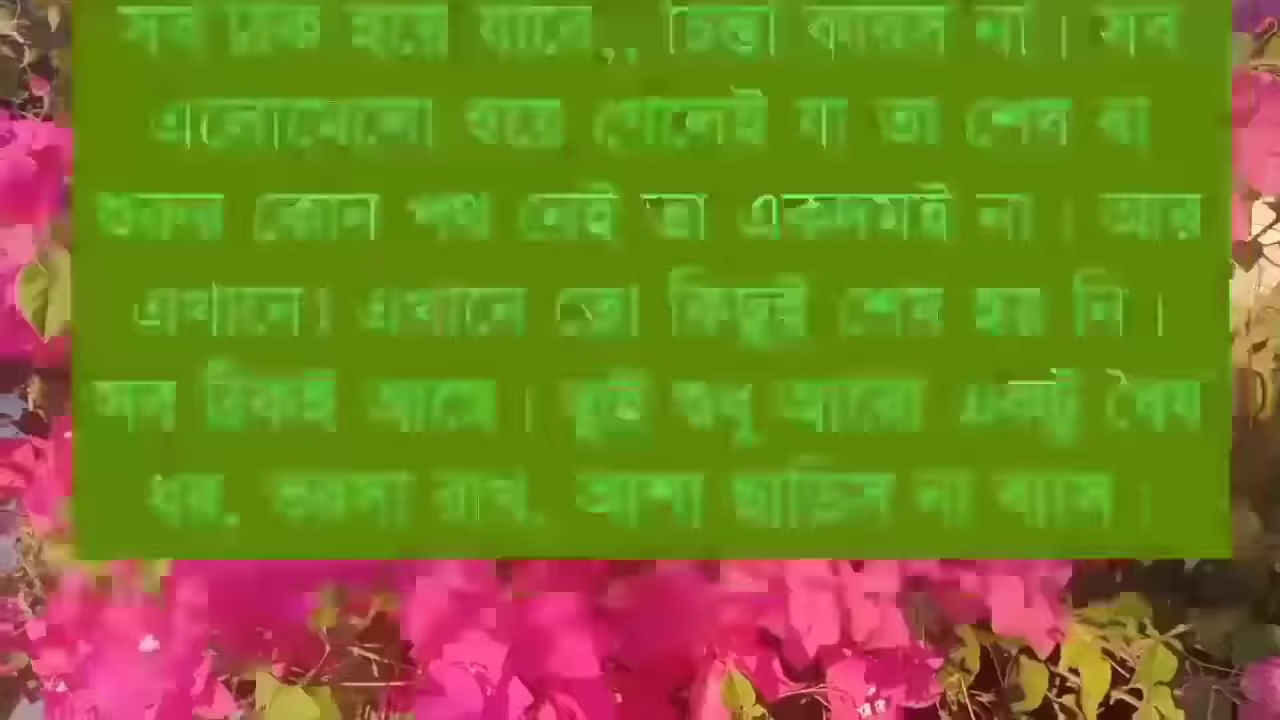 সব ঠিক হয়ে যাবে,, চিন্তা করিস না । সব
এলোমেলো হয়ে গেলেই যা তা শেষ বা
শুরুর কোন পথ নেই তা একদমই না । আর
এখানে। এখানে তো কিছুই শেষ হয় নি ।
সব ঠিকই আছে । তুই শুধু আরো একটু ধৈর্য
ধর, ভরসা রাখ, আশা ছাড়িস না ব্যাস ।